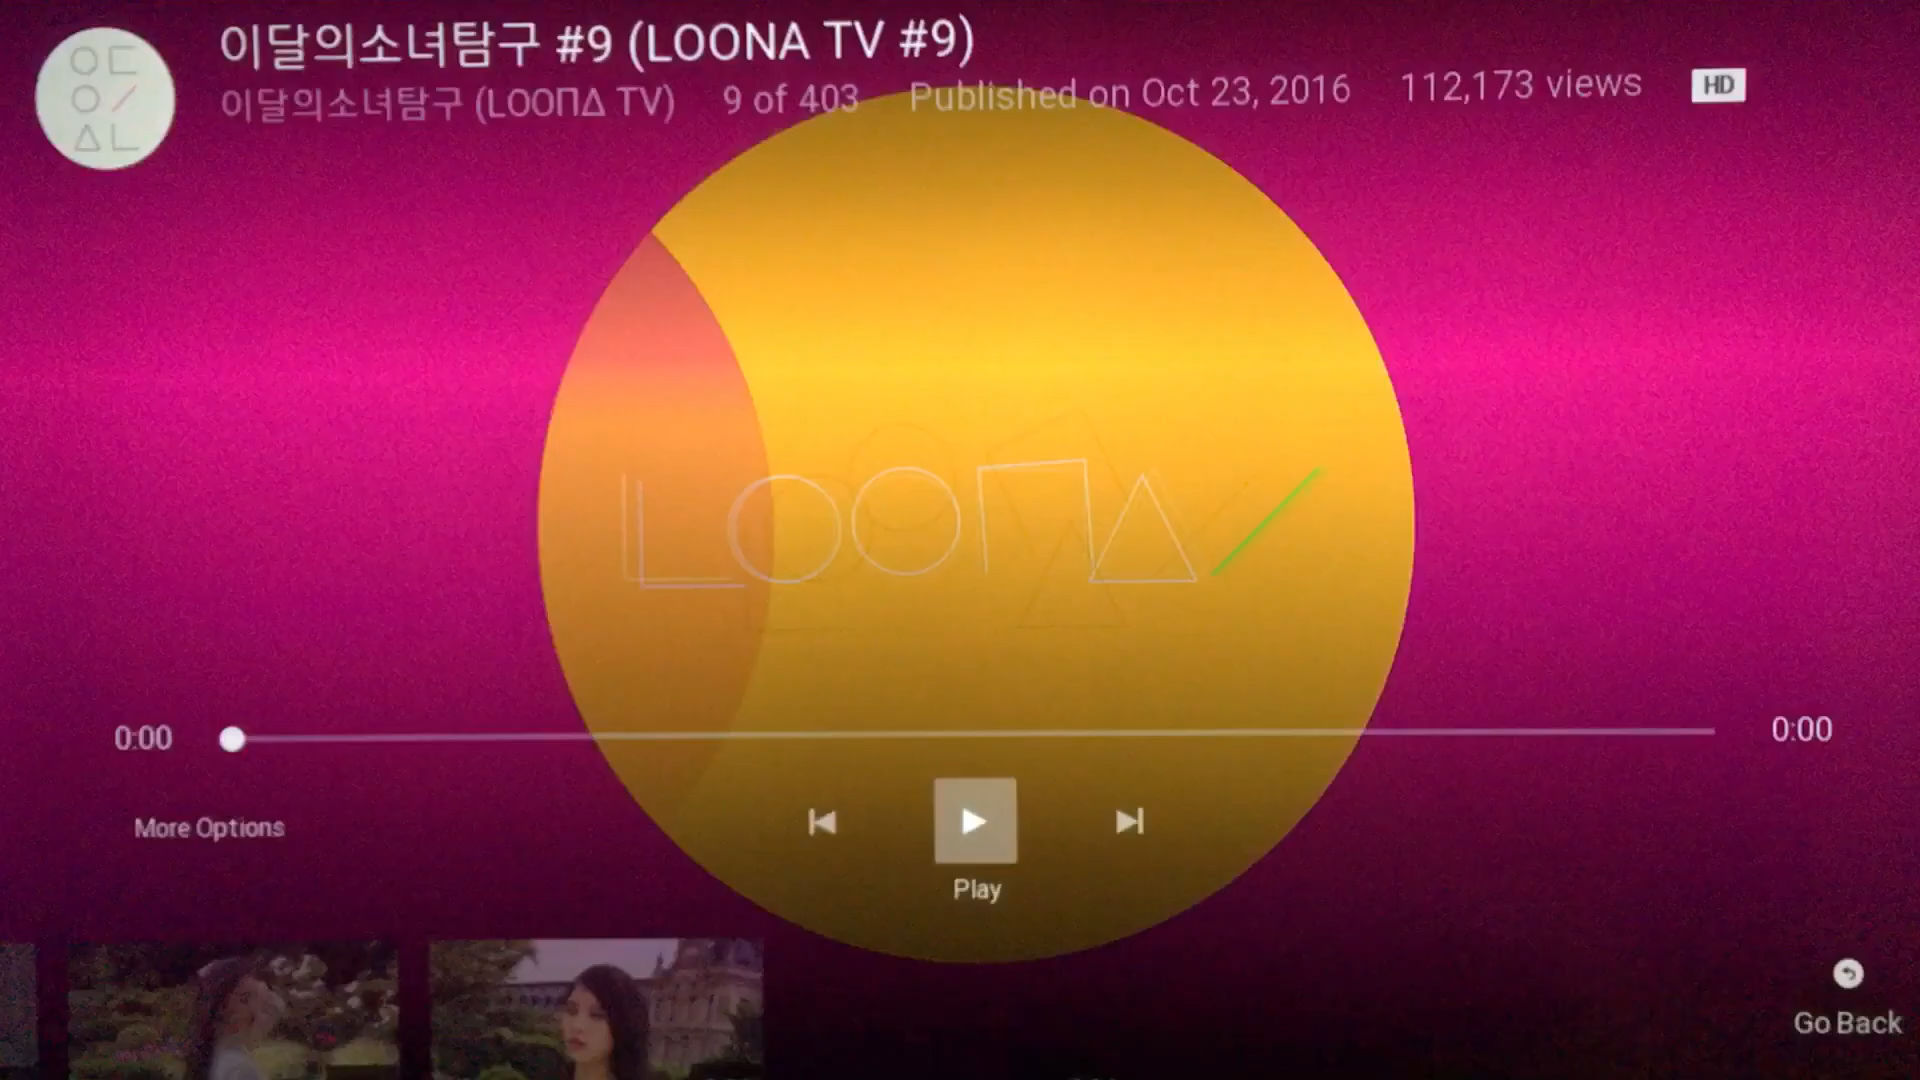 이달의소녀탐구 #9 (LOONA TV #9)
이달의소녀탐구 (LOOΠΔ TV) 9 of 403 Published on Oct 23, 2016 112,173 views HD
LOOΠΔ
0:00 0:00
More Options
Play
Go Back